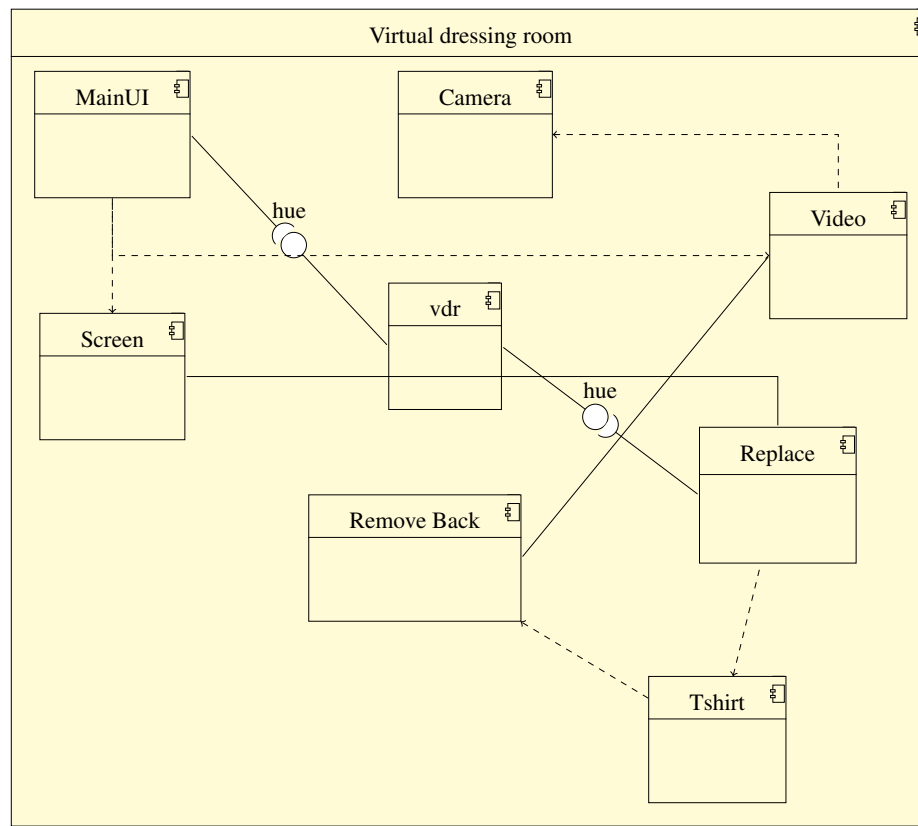 Virtual dressing room
MainUI
Camera
hue
Video
vdr
Screen
hue
Replace
Remove Back
Tshirt